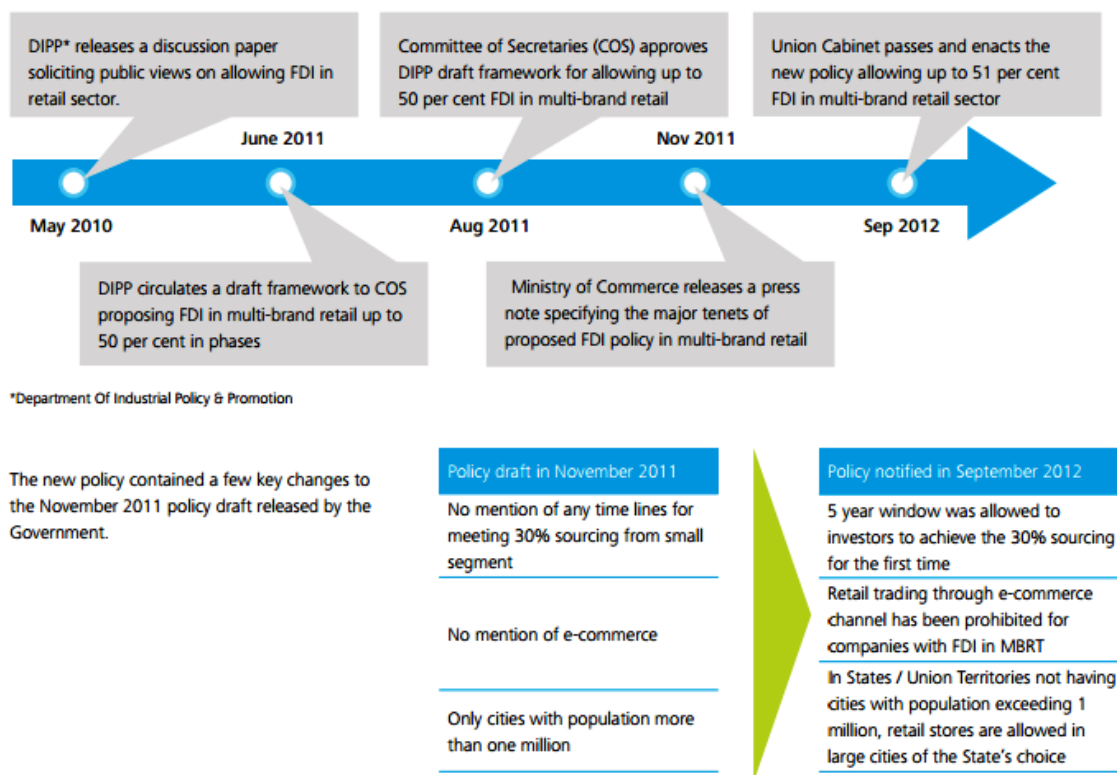 DIPP* releases a discussion paper
soliciting public views on allowing FDI in
retail sector.
Committee of Secretaries (COS) approves
DIPP draft framework for allowing up to
50 per cent FDI in multi-brand retail
Union Cabinet passes and enacts the
new policy allowing up to 51 per cent
FDI in multi-brand retail sector
June 2011
Nov 2011
May 2010
Aug 2011
Sep 2012
DIPP circulates a draft framework to COS
proposing FDI in multi-brand retail up to
50 per cent in phases
Ministry of Commerce releases a press
note specifying the major tenets of
proposed FDI policy in multi-brand retail
*Department Of Industrial Policy & Promotion
The new policy contained a few key changes to
the November 2011 policy draft released by the
Government.
Policy draft in November 2011
No mention of any time lines for
meeting 30% sourcing from small
segment
No mention of e-commerce
Only cities with population more
than one million
Policy notified in September 2012
5 year window was allowed to
investors to achieve the 30% sourcing
for the first time
Retail trading through e-commerce
channel has been prohibited for
companies with FDI in MBRT
In States / Union Territories not having
cities with population exceeding 1
million, retail stores are allowed in
large cities of the State's choice